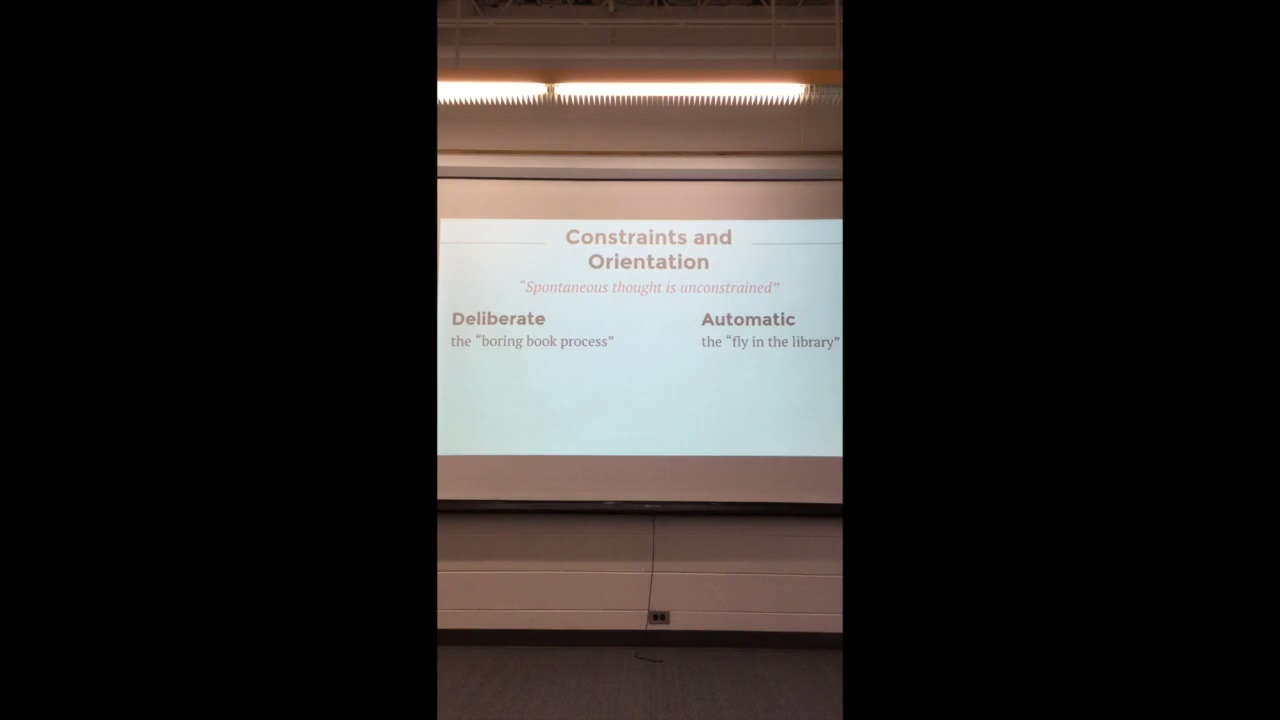 Constraints and
Orientation
“Spontaneous thought is unconstrained”
Deliberate
the “boring book process”
Automatic
the “fly in the library”